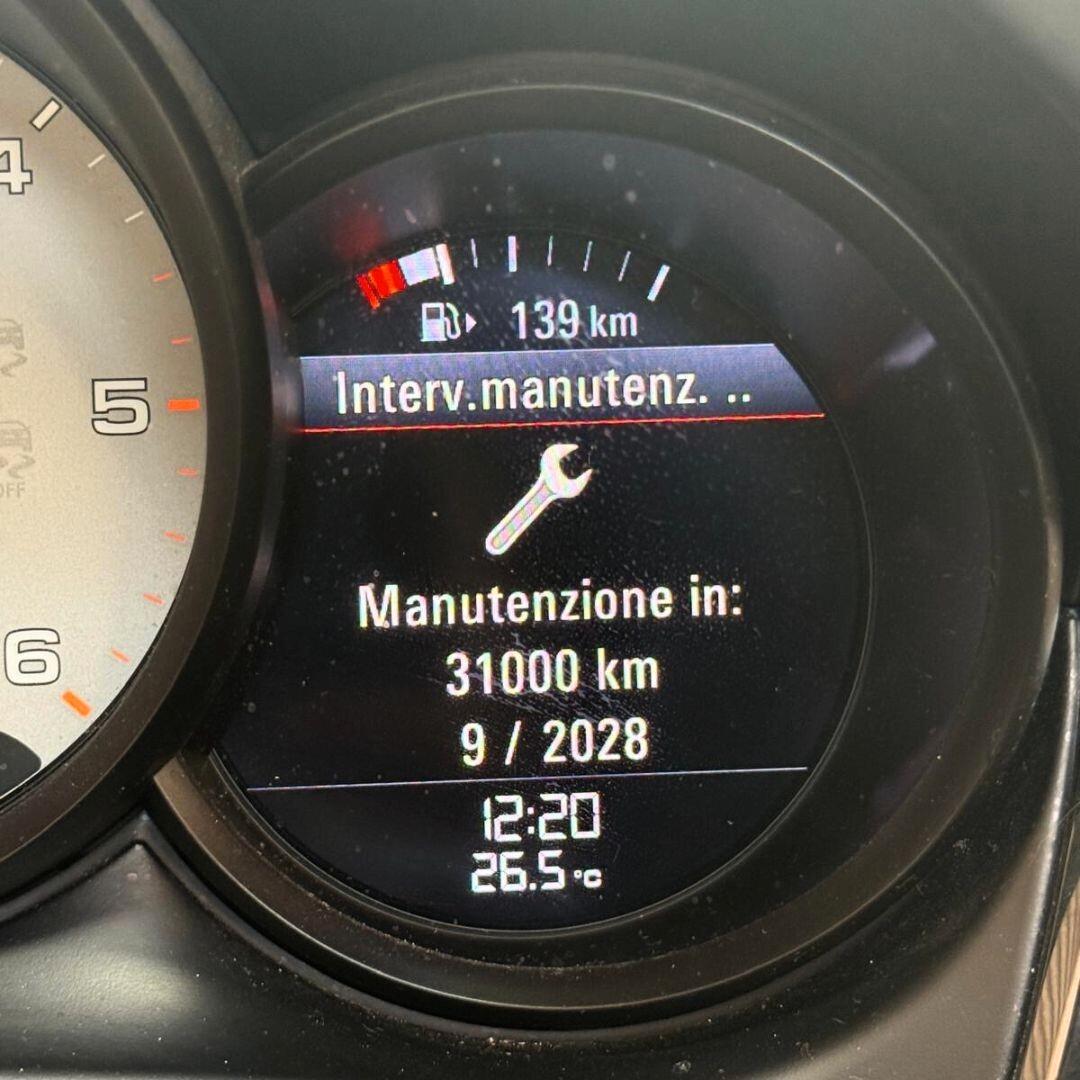 4
5
6
OFF
139 km
Interv.manutenz. ..
Manutenzione in:
31000 km
9 / 2028
12:20
26.5 °C